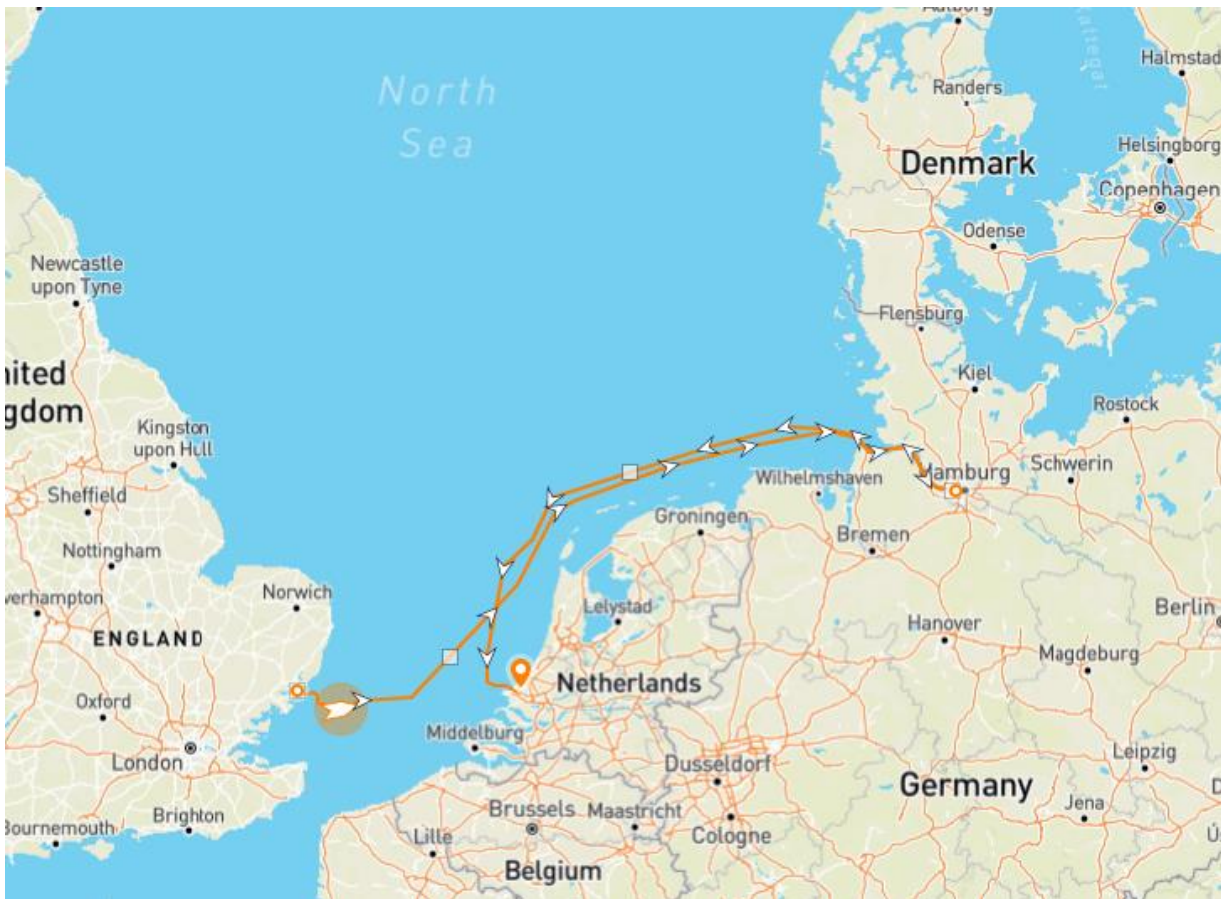 Aalborg
Kattegat
Halmstad
Randers
North
Sea
Helsingborg
Denmark
Copenhagen
Odense
Newcastle
upon Tyne
Flensburg
Kiel
nited
gdom
Rostock
Kingston
upon Hull
Hamburg
Schwerin
Wilhelmshaven
Sheffield
Groningen
Bremen
Nottingham
Norwich
verhampton
Lelystad
Berlin
ENGLAND
Hanover
Magdeburg
Netherlands
Oxford
Middelburg
London
Dusseldorf
Leipzig
Germany
Brussels
Maastricht
Brighton
Jena
Bournemouth
Lille
Cologne
Belgium